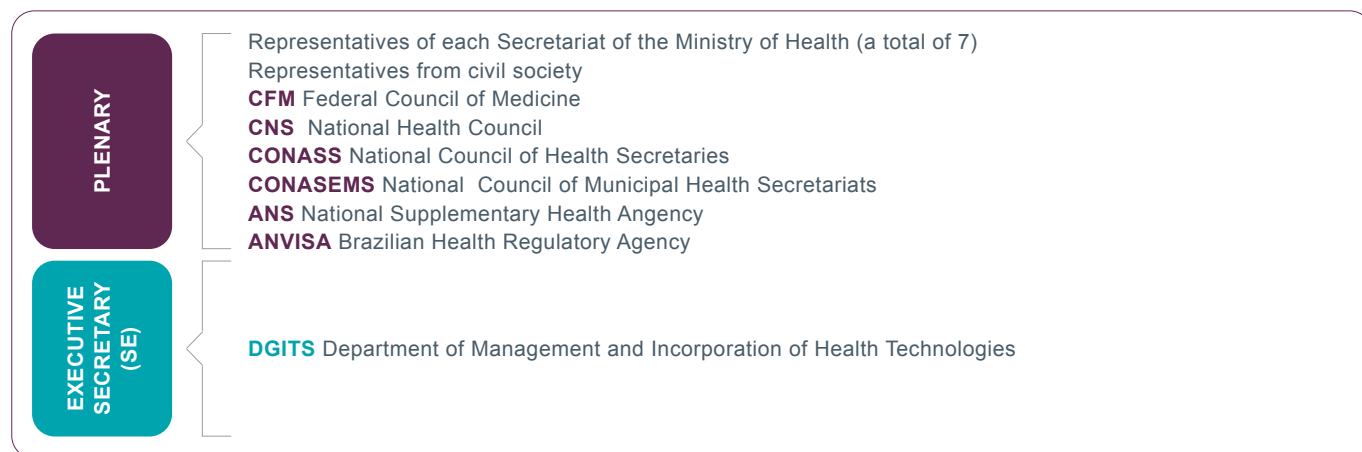 PLENARY
Representatives of each Secretariat of the Ministry of Health (a total of 7)
Representatives from civil society
CFM Federal Council of Medicine
CNS National Health Council
CONASS National Council of Health Secretaries
CONASEMS National Council of Municipal Health Secretariats
ANS National Supplementary Health Angency
ANVISA Brazilian Health Regulatory Agency
EXECUTIVE
SECRETARY
(SE)
DGITS Department of Management and Incorporation of Health Technologies